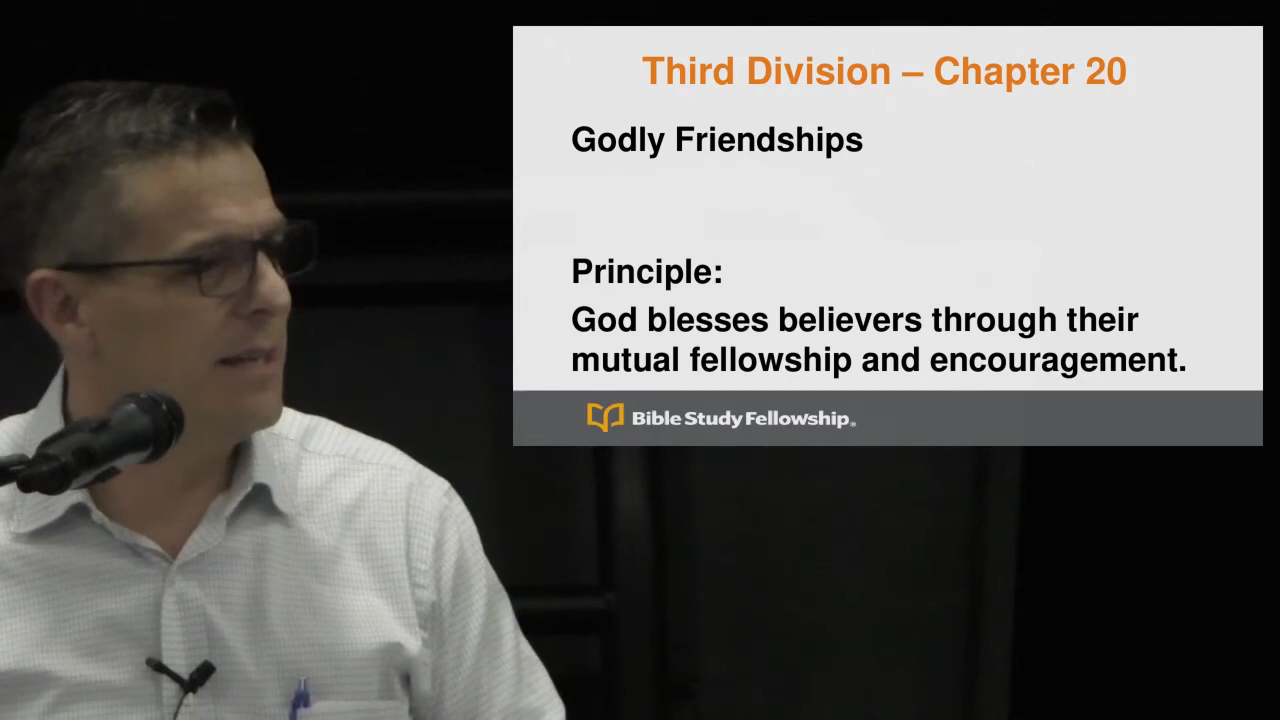 Third Division – Chapter 20
Godly Friendships
Principle:
God blesses believers through their
mutual fellowship and encouragement.
Bible Study Fellowship®